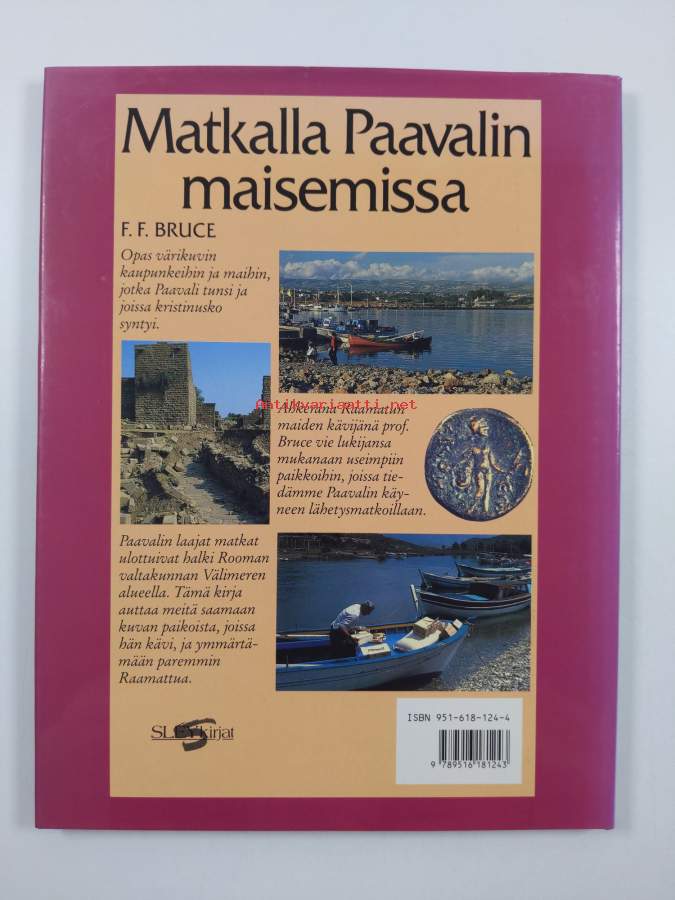 Matkalla Paavalin
maisemissa
F. F. BRUCE
Opas värikuvin
kaupunkeihin ja maihin,
jotka Paavali tunsi ja
joissa kristinusko
syntyi.
antikvariaatti.net
Ahkerana Raamatun
maiden kävijänä prof.
Bruce vie lukijansa
mukanaan useimpiin
paikkoihin, joissa tie-
dämme Paavalin käy-
neen lähetysmatkoillaan.
Paavalin laajat matkat
ulottuivat halki Rooman
valtakunnan Välimeren
alueella. Tämä kirja
auttaa meitä saamaan
kuvan paikoista, joissa
hän kävi, ja ymmärtä-
mään paremmin
Raamattua.
SLEY kirjat
ISBN 951-618-124-4
9 789516 181243